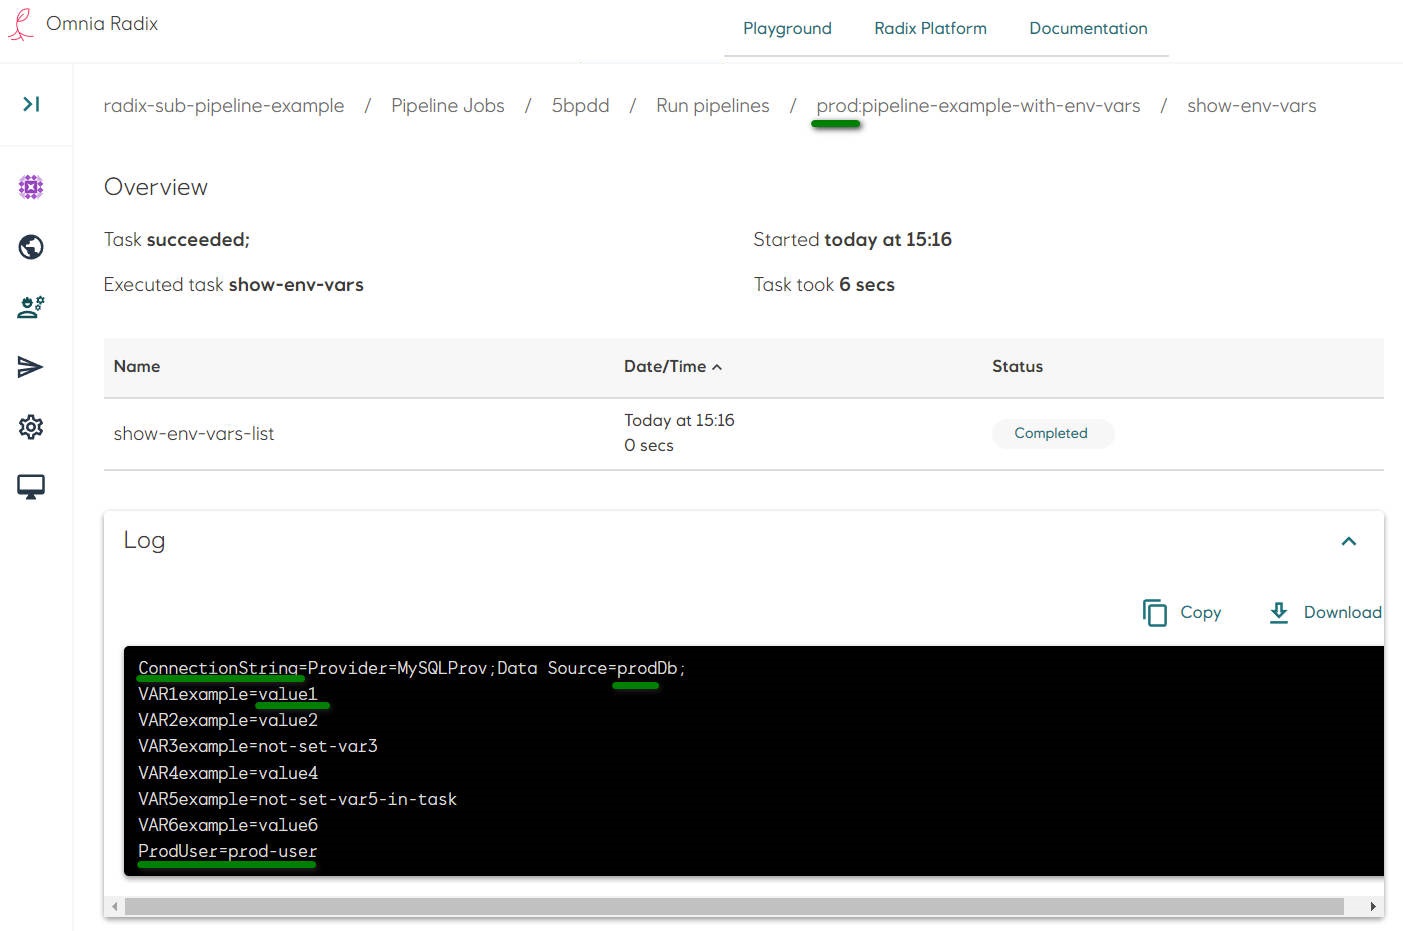 Omnia Radix
Playground Radix Platform Documentation
radix-sub-pipeline-example / Pipeline Jobs / 5bpdd / Run pipelines / prod:pipeline-example-with-env-vars / show-env-vars
Overview
Task succeeded;
Started today at 15:16
Executed task show-env-vars
Task took 6 secs
Name Date/Time Status
show-env-vars-list
Today at 15:16
0 secs
Completed
Log
Copy Download
ConnectionString=Provider=MySQLProv;Data Source=prodDb;
VAR1example=value1
VAR2example=value2
VAR3example=not-set-var3
VAR4example=value4
VAR5example=not-set-var5-in-task
VAR6example=value6
ProdUser=prod-user